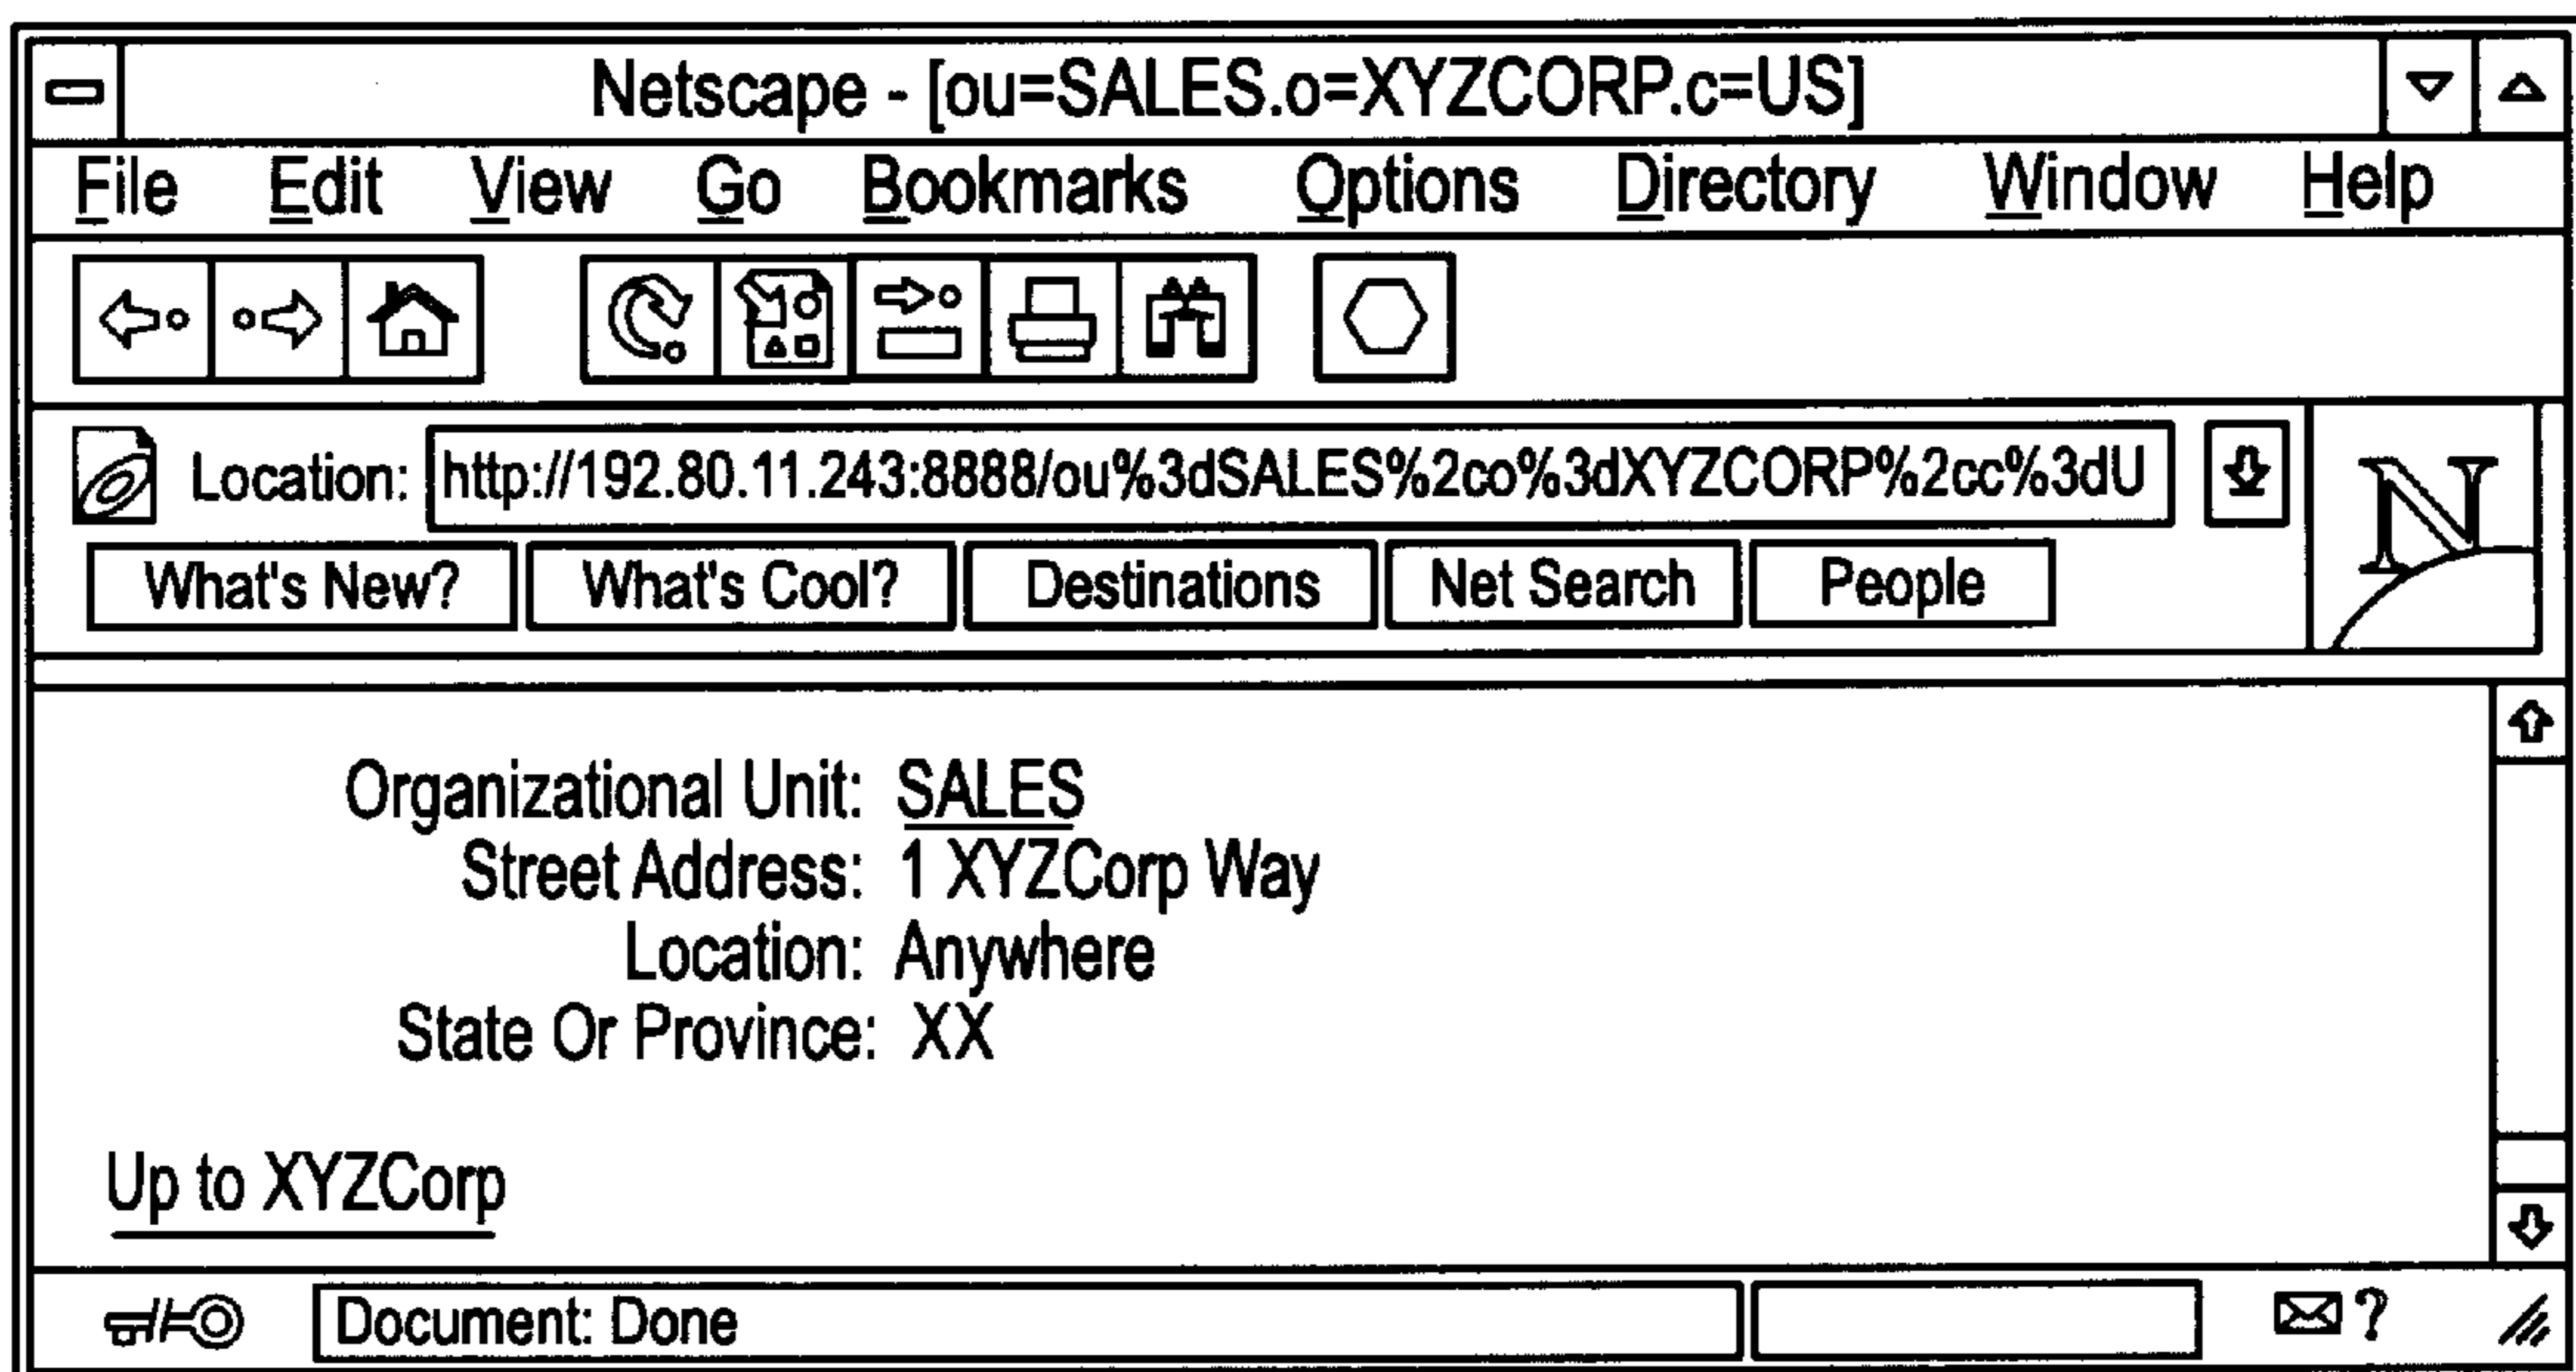 Netscape - [ou=SALES.o=XYZCORP.c=US]
File Edit View Go Bookmarks Options Directory Window Help
Location: http://192.80.11.243:8888/ou%3dSALES%2co%3dXYZCORP%2cc%3dU
N
What's New? What's Cool? Destinations Net Search People
Organizational Unit: SALES
Street Address: 1 XYZCorp Way
Location: Anywhere
State Or Province: XX
Up to XYZCorp
Document: Done
?